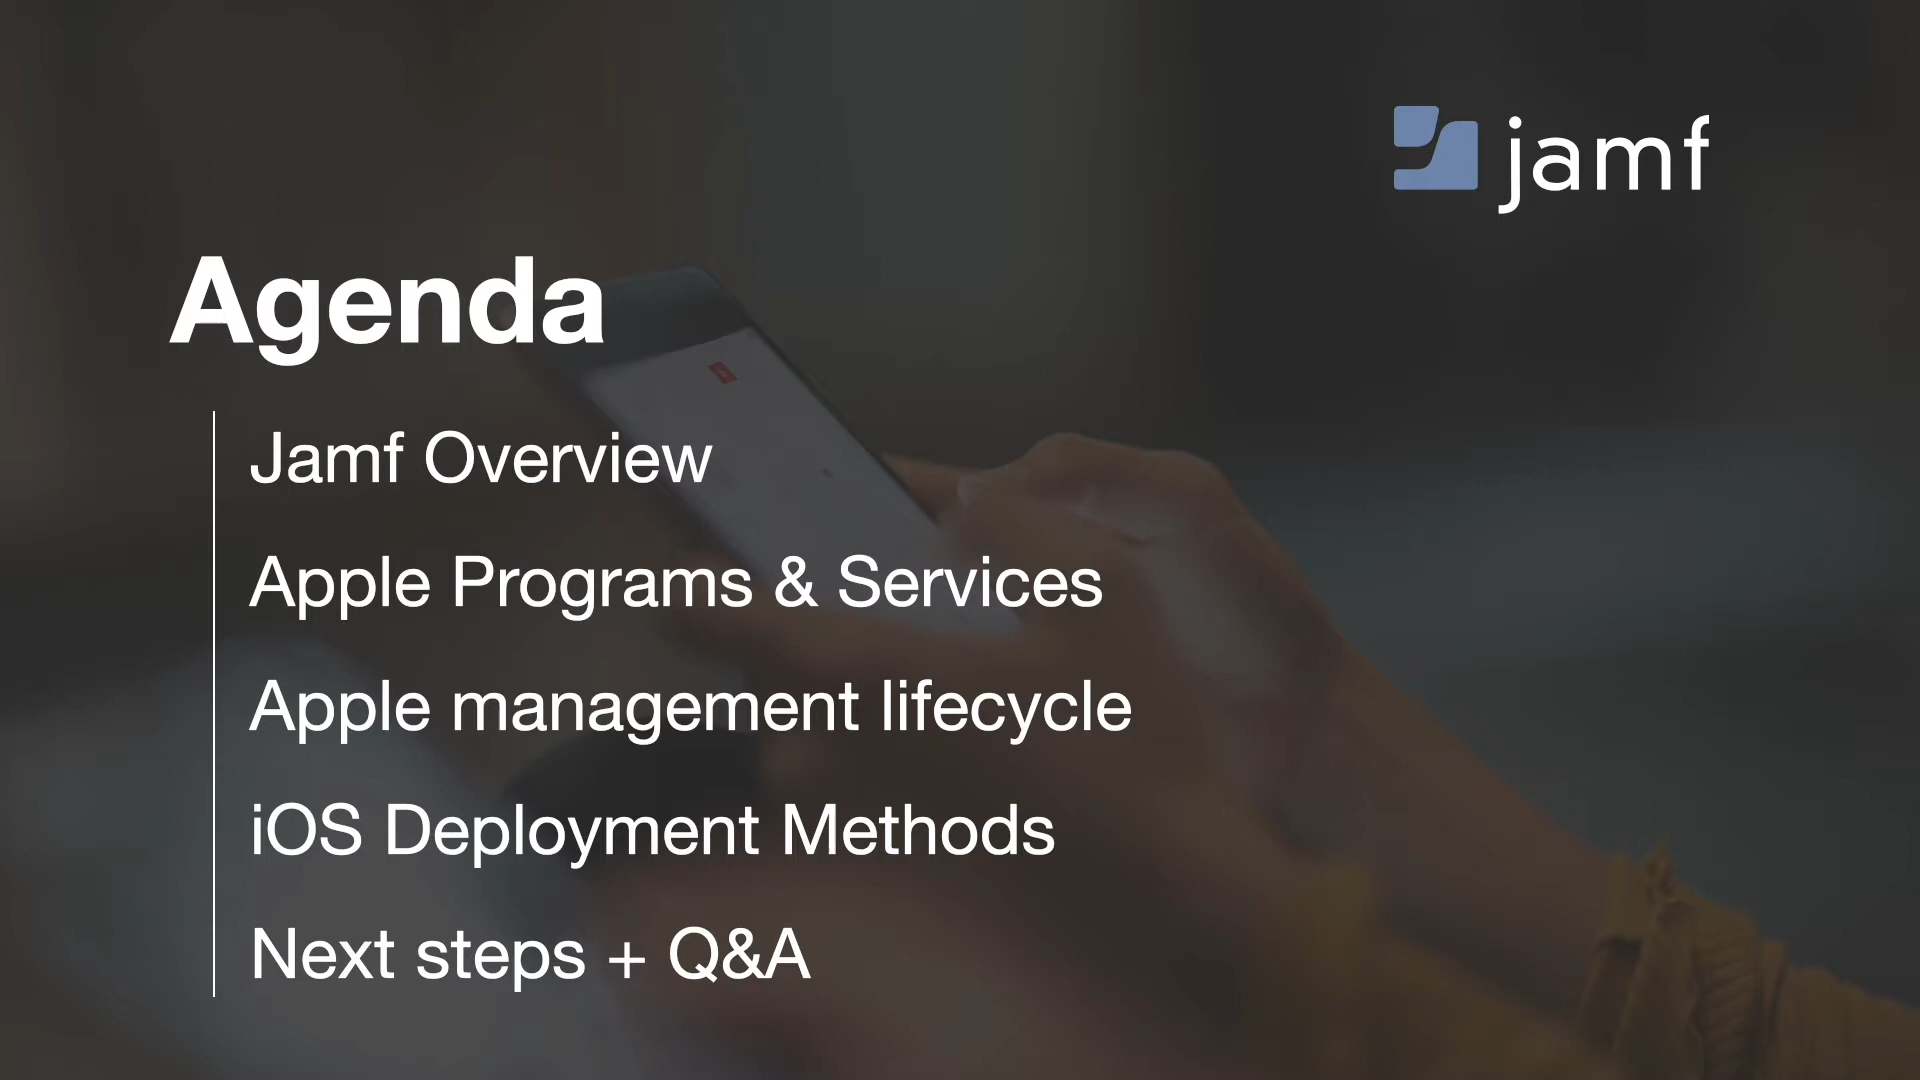 jamf
Agenda
Jamf Overview
Apple Programs & Services
Apple management lifecycle
iOS Deployment Methods
Next steps + Q&A